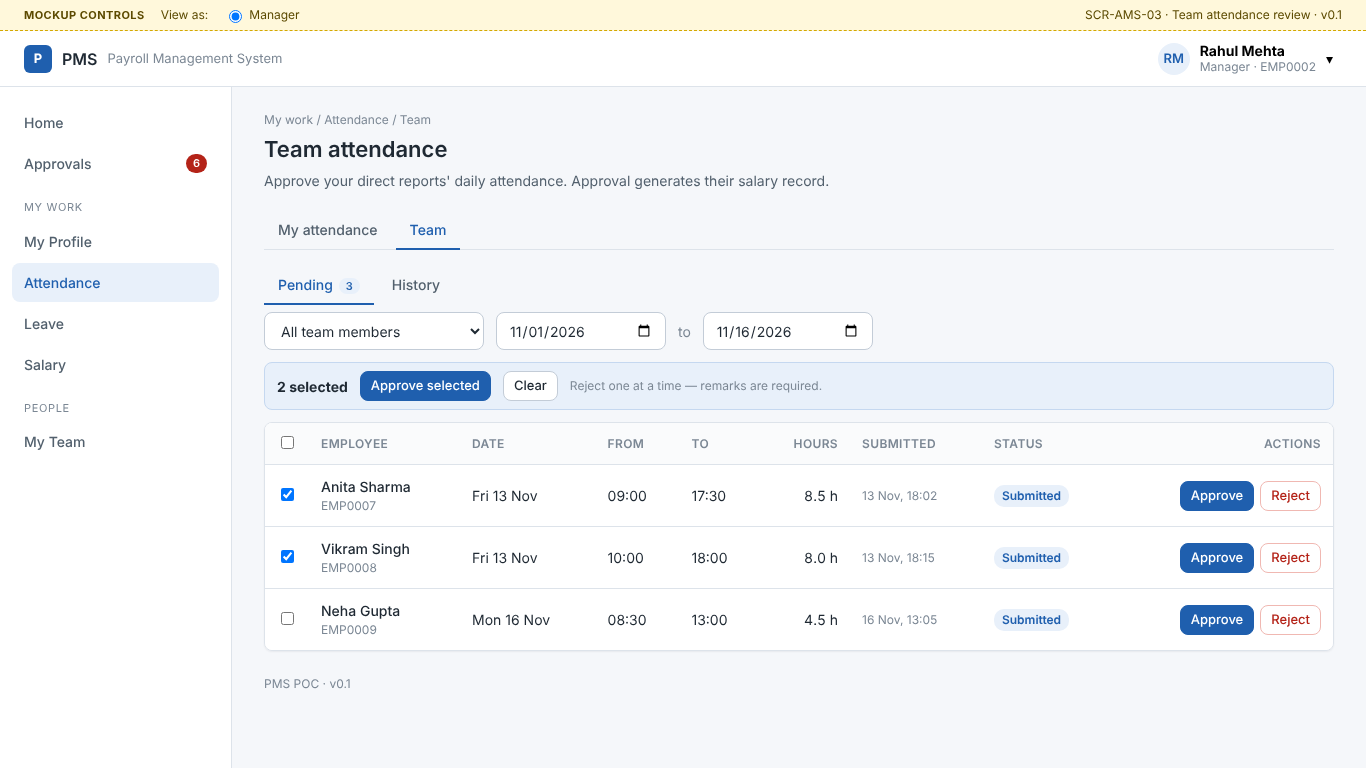 MOCKUP CONTROLS View as: Manager SCR-AMS-03 · Team attendance review · v0.1
P PMS Payroll Management System RM Rahul Mehta ▼
Manager · EMP0002
Home
Approvals 6
MY WORK
My Profile
Attendance
Leave
Salary
PEOPLE
My Team
My work / Attendance / Team
Team attendance
Approve your direct reports' daily attendance. Approval generates their salary record.
My attendance Team
Pending 3 History
All team members 11/01/2026 to 11/16/2026
2 selected Approve selected Clear Reject one at a time — remarks are required.
EMPLOYEE DATE FROM TO HOURS SUBMITTED STATUS ACTIONS
Anita Sharma Fri 13 Nov 09:00 17:30 8.5 h 13 Nov, 18:02 Submitted Approve Reject
EMP0007
Vikram Singh Fri 13 Nov 10:00 18:00 8.0 h 13 Nov, 18:15 Submitted Approve Reject
EMP0008
Neha Gupta Mon 16 Nov 08:30 13:00 4.5 h 16 Nov, 13:05 Submitted Approve Reject
EMP0009
PMS POC · v0.1